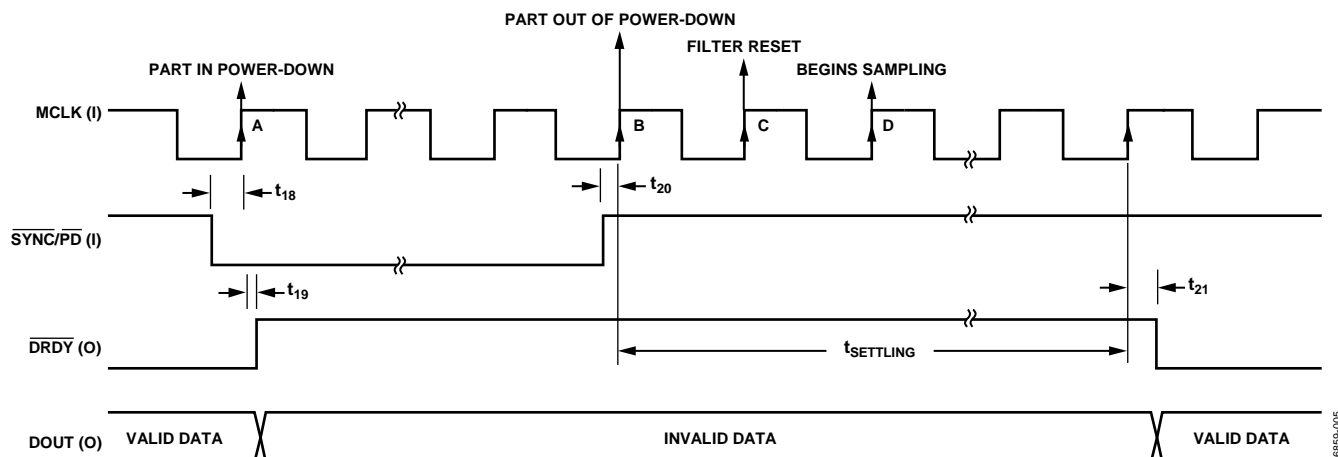 PART OUT OF POWER-DOWN
FILTER RESET
PART IN POWER-DOWN
BEGINS SAMPLING
MCLK (I)
A
B
C
D
t18
t20
SYNC/PD (I)
t19
t21
DRDY (O)
tSETTLING
DOUT (O)
VALID DATA
INVALID DATA
VALID DATA